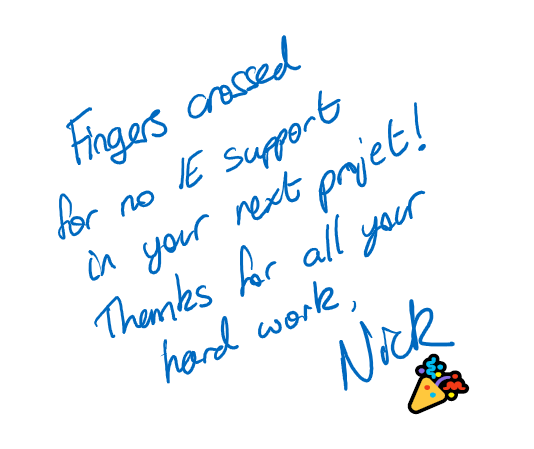 Fingers crossed
for no IE support
in your next projet!
Thanks for all your
hard work,
Nick